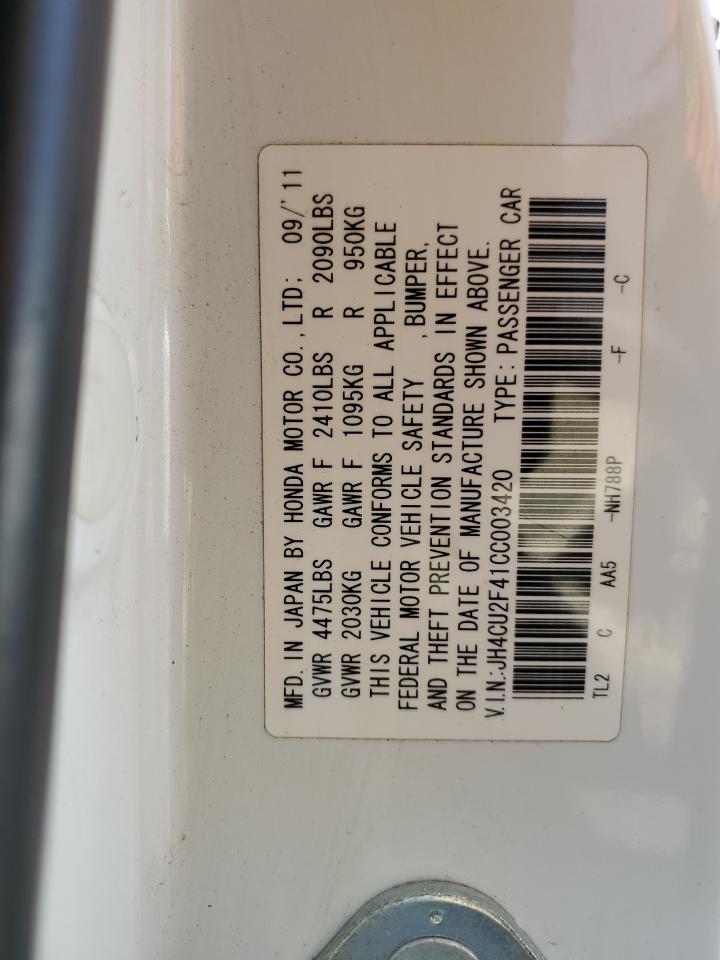 MFD. IN JAPAN BY HONDA MOTOR CO., LTD; 09/'11
GVWR 4475LBS GAWR F 2410LBS R 2090LBS
GVWR 2030KG GAWR F 1095KG R 950KG
THIS VEHICLE CONFORMS TO ALL APPLICABLE
FEDERAL MOTOR VEHICLE SAFETY ,BUMPER,
AND THEFT PREVENTION STANDARDS IN EFFECT
ON THE DATE OF MANUFACTURE SHOWN ABOVE.
V.I.N.:JH4CU2F41CC003420 TYPE: PASSENGER CAR
TL2 C AA5 -NH788P -F -C